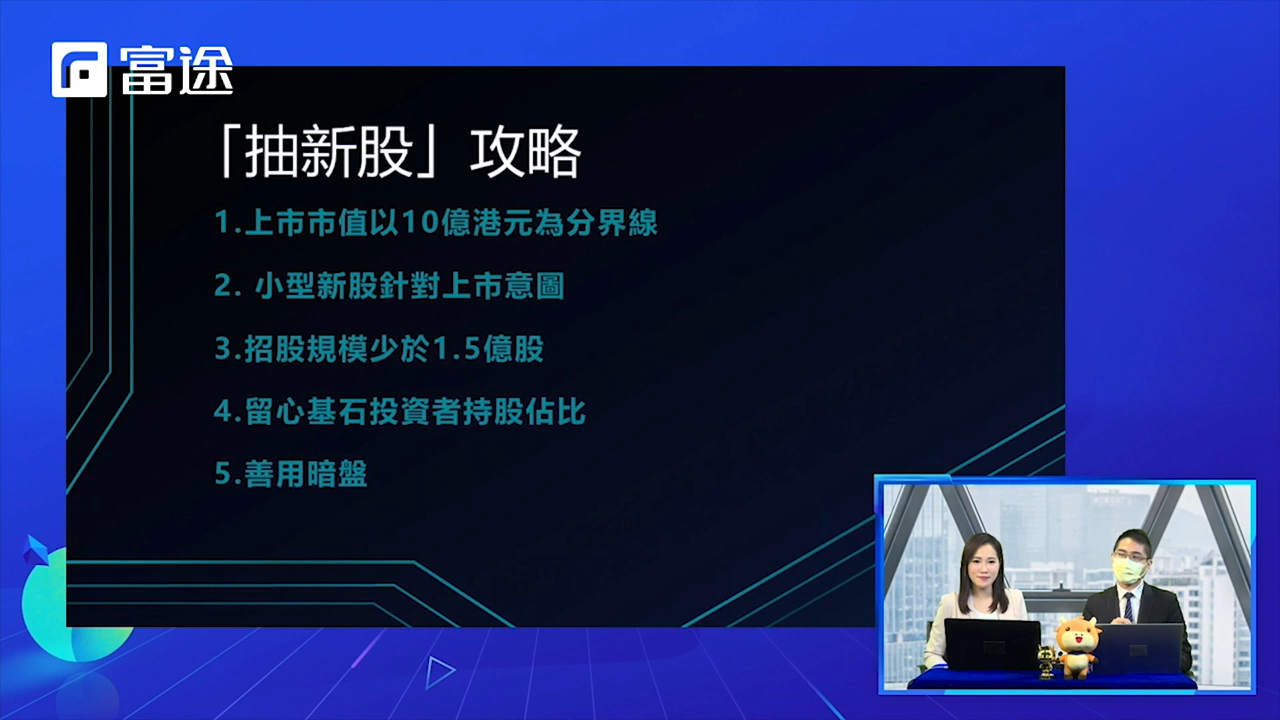 富途
「抽新股」攻略
1.上市市值以10億港元為分界線
2. 小型新股針對上市意圖
3.招股規模少於1.5億股
4.留心基石投資者持股佔比
5.善用暗盤